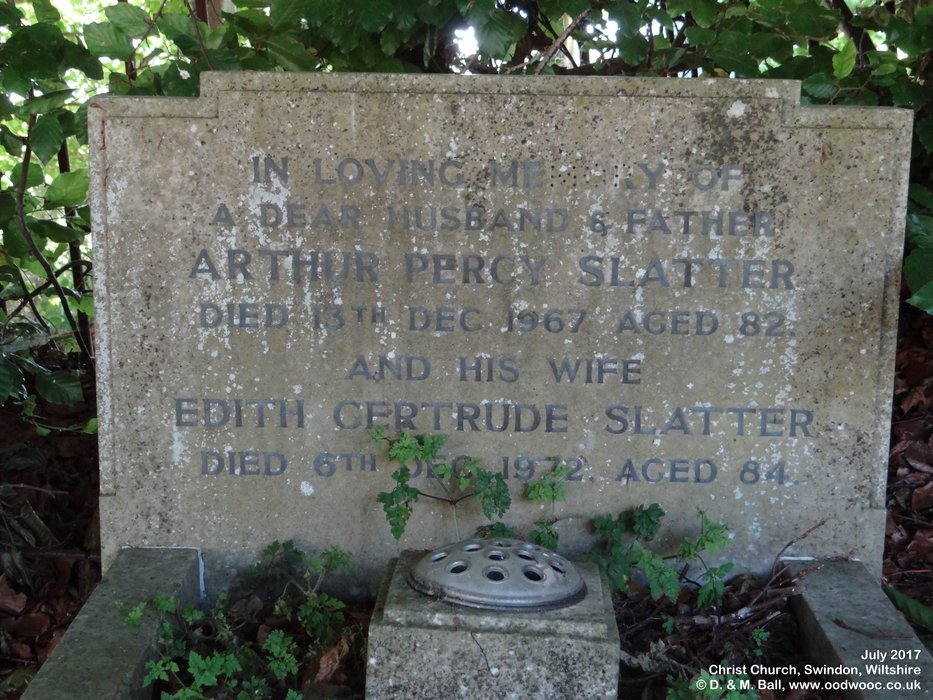 IN LOVING ME RY OF
A DEAR HUSBAND & FATHER
ARTHUR PERCY SLATTER
DIED 13TH DEC 1967 AGED 82.
AND HIS WIFE
EDITH GERTRUDE SLATTER
DIED 6TH DEC. 1972. AGED 84.
July 2017
Christ Church, Swindon, Wiltshire
© D. & M. Ball, www.oodwooc.co.uk